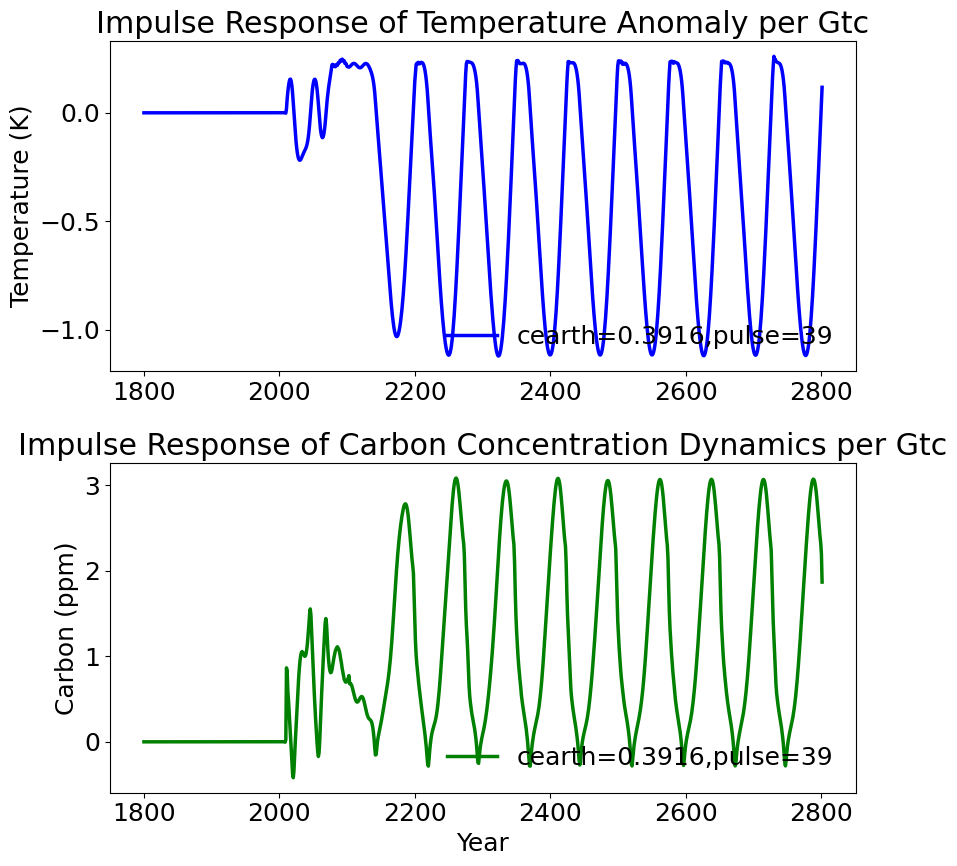 Impulse Response of Temperature Anomaly per Gtc
Temperature (K)
0.0
−0.5
−1.0
cearth=0.3916,pulse=39
1800 2000 2200 2400 2600 2800
Impulse Response of Carbon Concentration Dynamics per Gtc
Carbon (ppm)
3
2
1
0
cearth=0.3916,pulse=39
1800 2000 2200 2400 2600 2800
Year